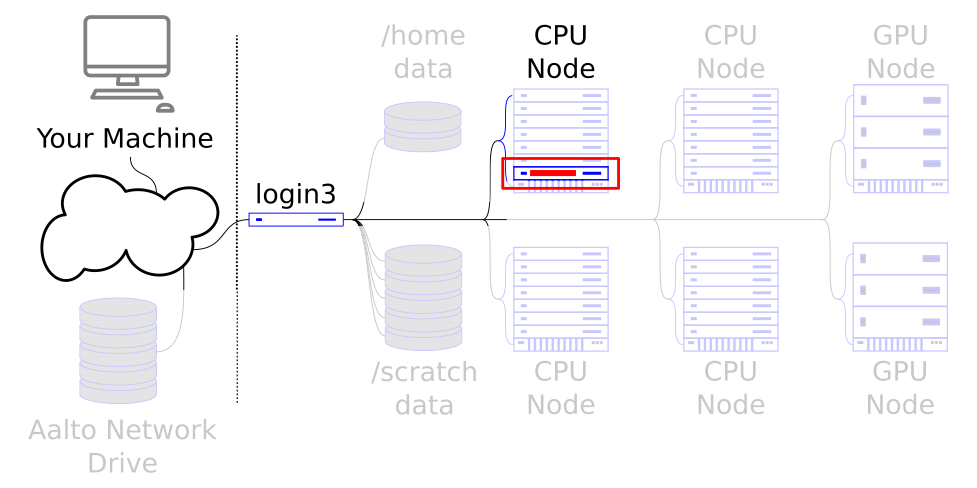 /home
data
CPU
Node
CPU
Node
GPU
Node
Your Machine
login3
/scratch
data
CPU
Node
CPU
Node
GPU
Node
Aalto Network
Drive